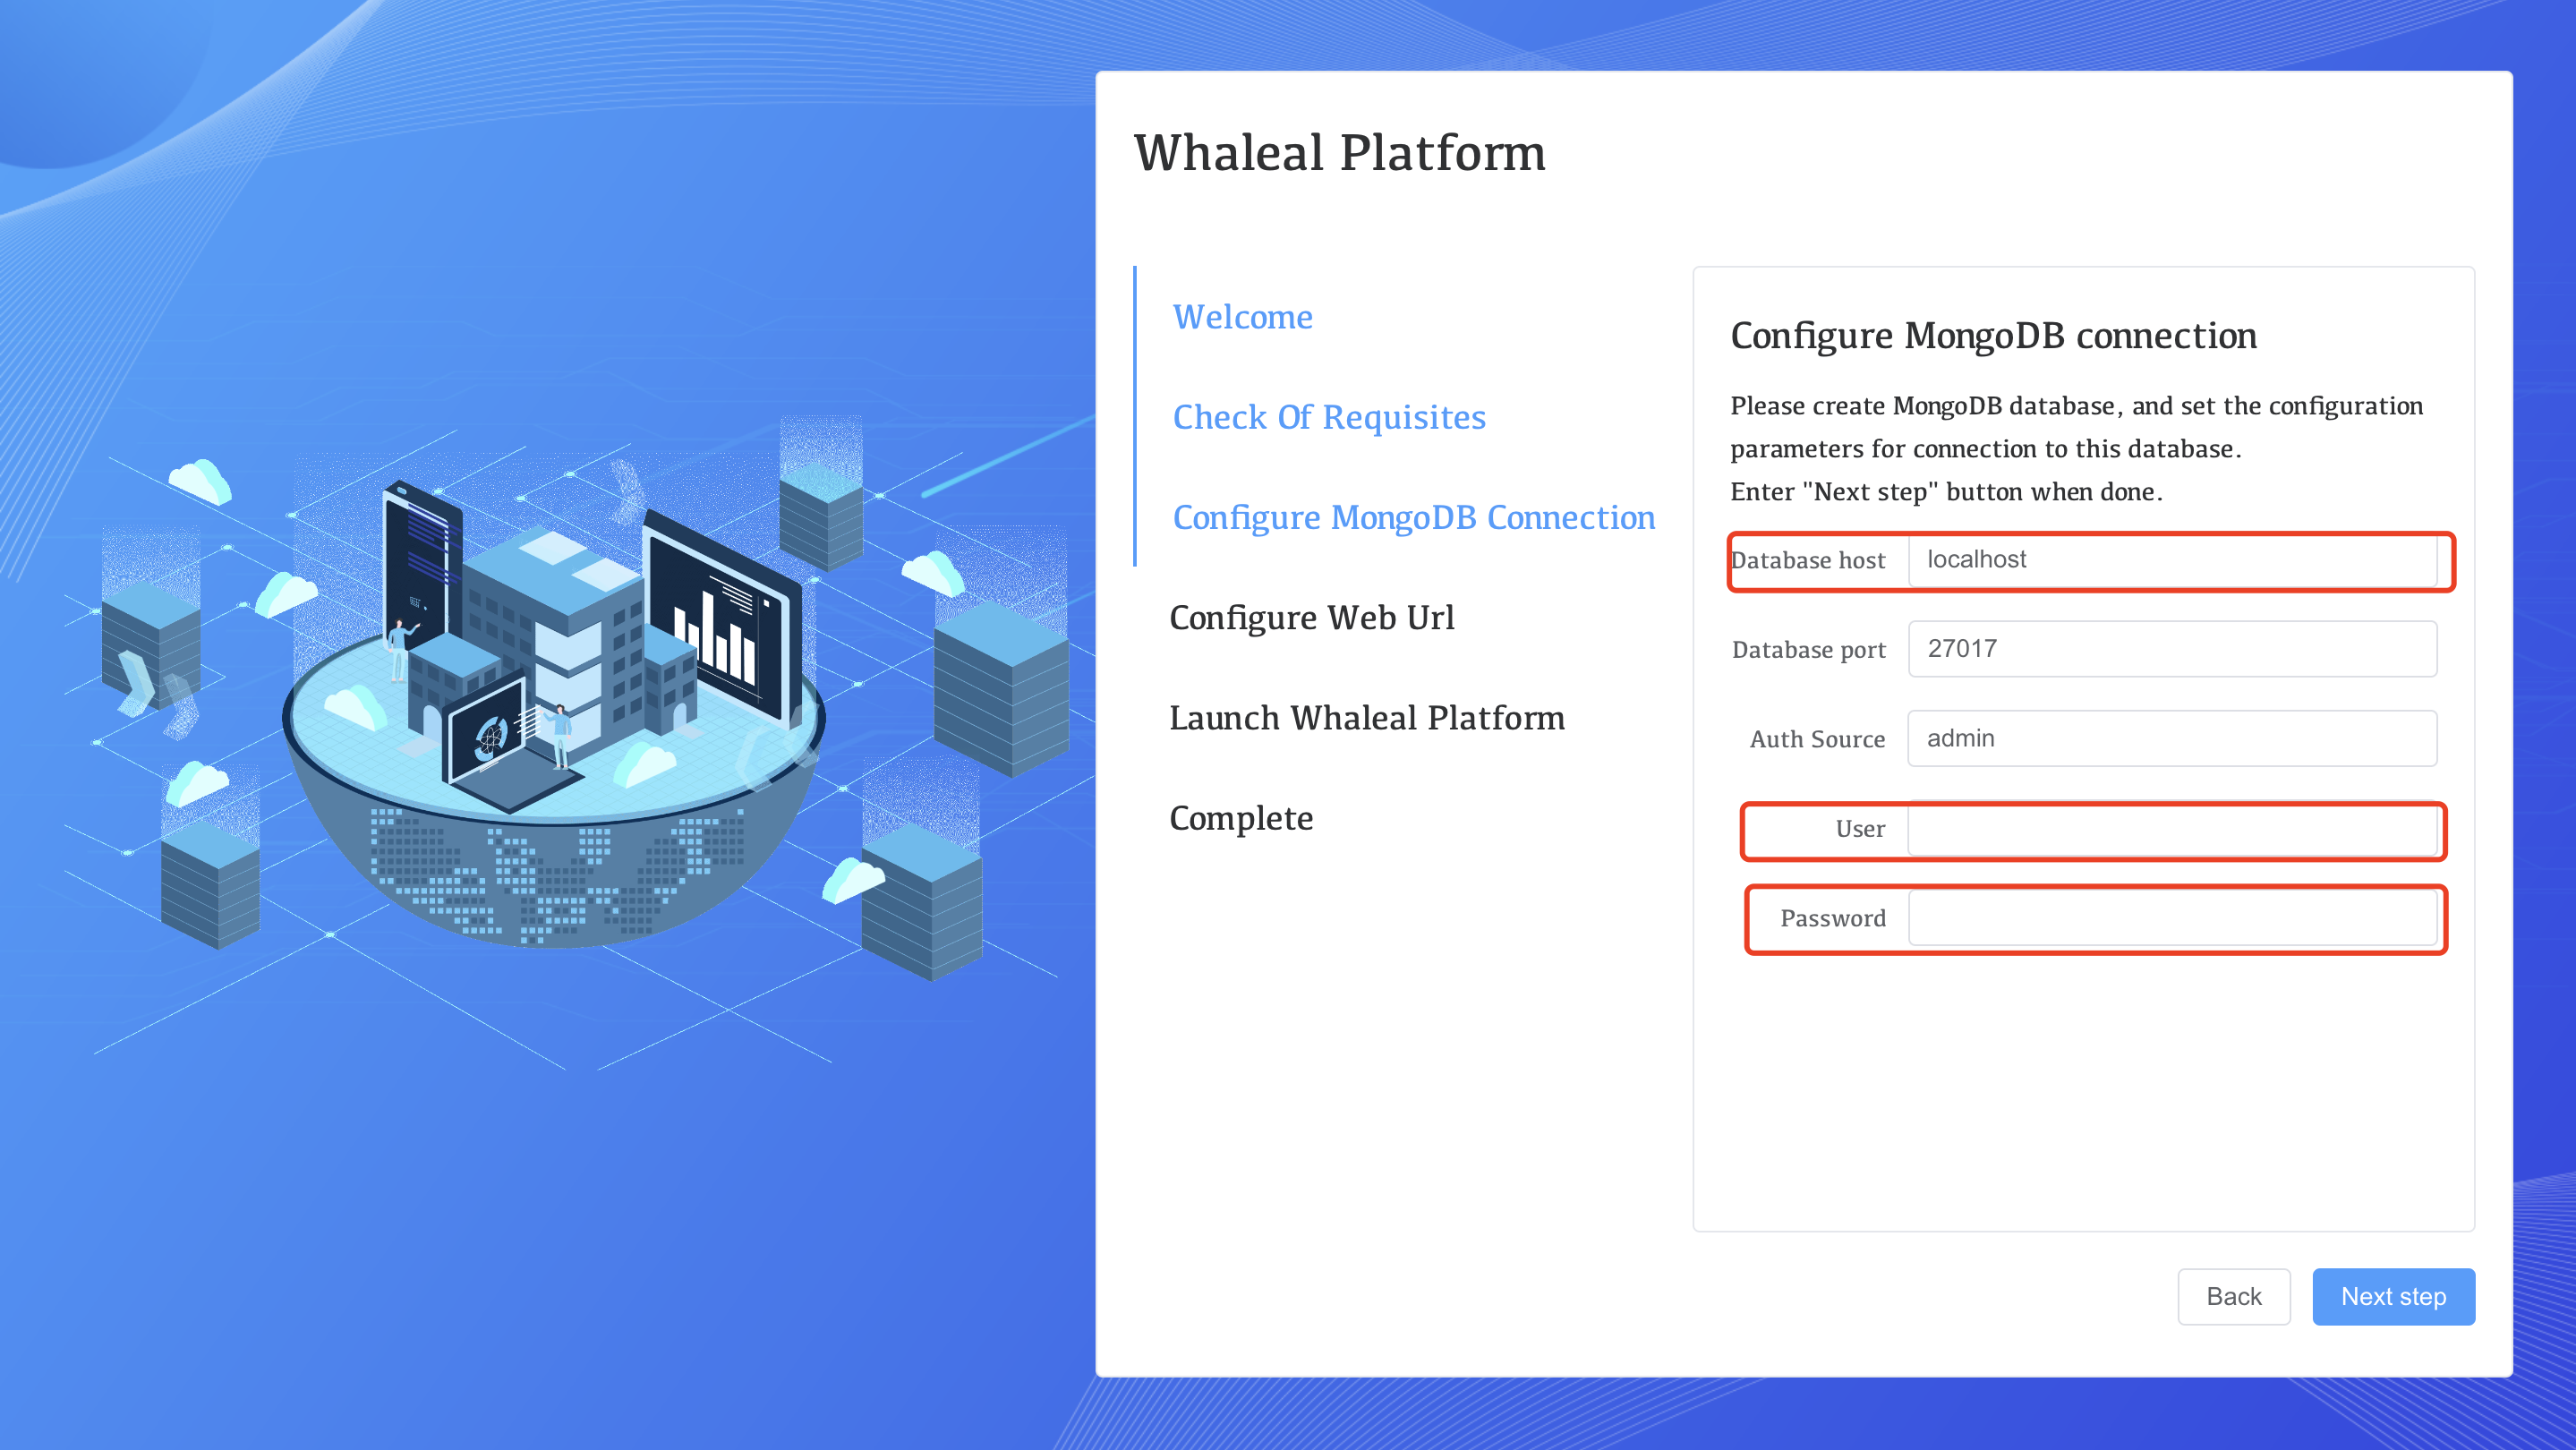 Whaleal Platform
Welcome
Check Of Requisites
Configure MongoDB Connection
Configure Web Url
Launch Whaleal Platform
Complete
Configure MongoDB connection
Please create MongoDB database, and set the configuration
parameters for connection to this database.
Enter "Next step" button when done.
Database host localhost
Database port 27017
Auth Source admin
User
Password
Back Next step